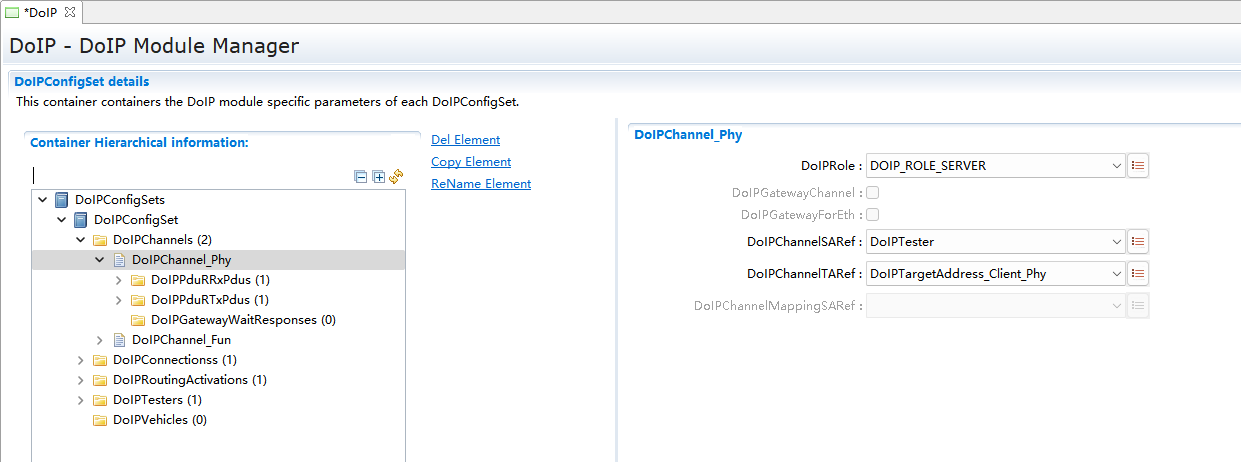 *DoIP
DoIP - DoIP Module Manager
DoIPConfigSet details
This container containers the DoIP module specific parameters of each DoIPConfigSet.
Container Hierarchical information:
DoIPConfigSets
DoIPConfigSet
DoIPChannels (2)
DoIPChannel_Phy
DoIPPduRRxPdus (1)
DoIPPduRTxPdus (1)
DoIPGatewayWaitResponses (0)
DoIPChannel_Fun
DoIPConnectionss (1)
DoIPRoutingActivations (1)
DoIPTesters (1)
DoIPVehicles (0)
Del Element
Copy Element
ReName Element
DoIPChannel_Phy
DoIPRole : DOIP_ROLE_SERVER
DoIPGatewayChannel :
DoIPGatewayForEth :
DoIPChannelSARef : DoIPTester
DoIPChannelTARef : DoIPTargetAddress_Client_Phy
DoIPChannelMappingSARef :